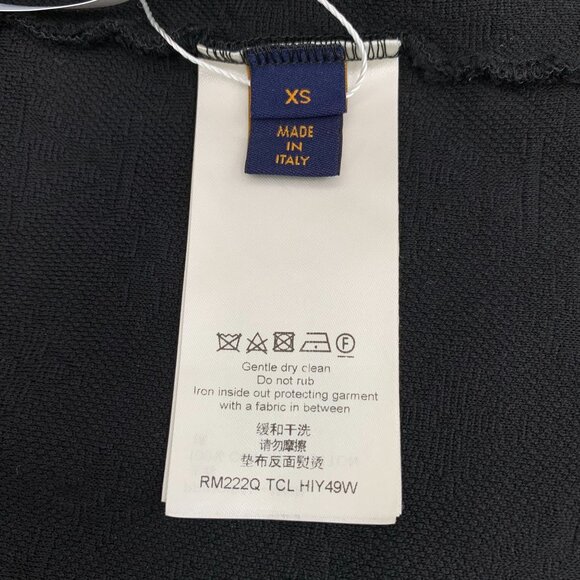 XS
MADE
IN
ITALY
F
Gentle dry clean
Do not rub
Iron inside out protecting garment
with a fabric in between
缓和干洗
请勿摩擦
垫布反面熨烫
RM222Q TCL HIY49W